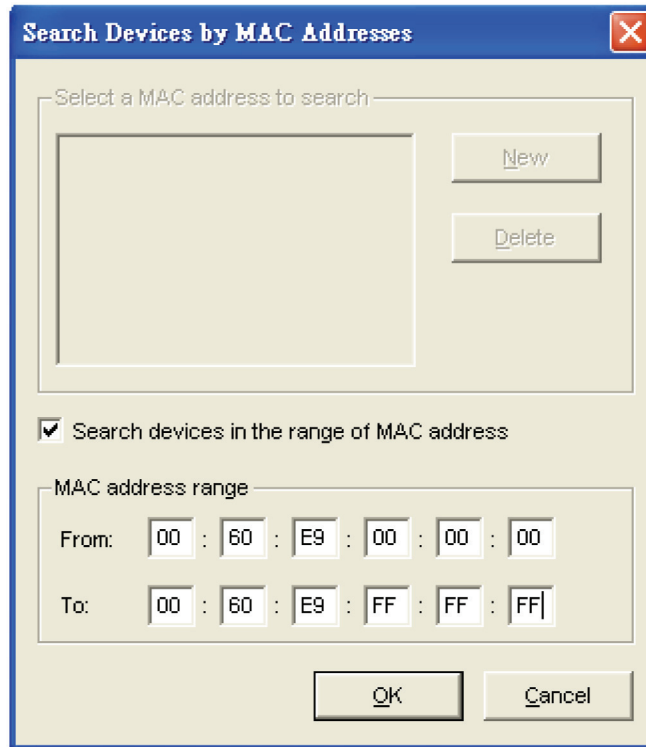 Search Devices by MAC Addresses
Select a MAC address to search
New
Delete
Search devices in the range of MAC address
MAC address range
From: 00 : 60 : E9 : 00 : 00 : 00
To: 00 : 60 : E9 : FF : FF : FF
OK Cancel